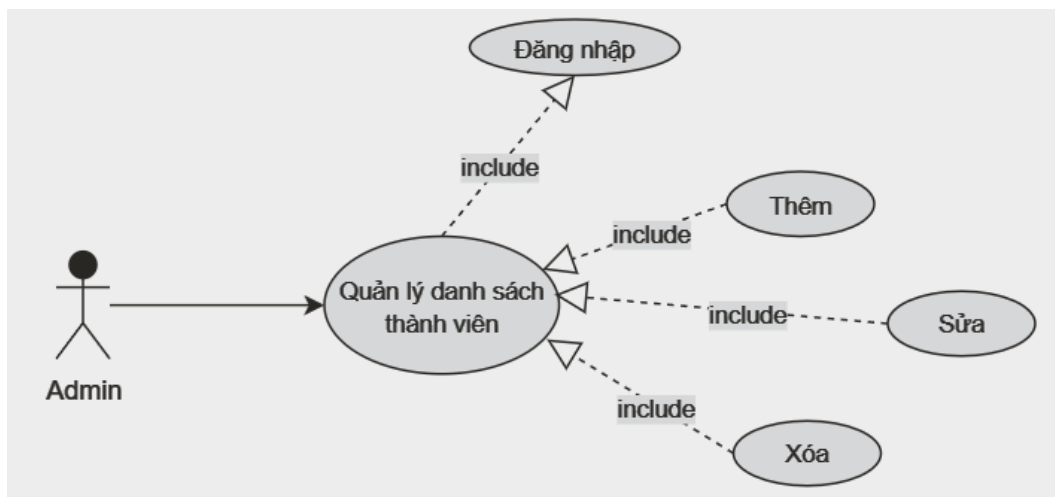 Đăng nhập
include
Thêm
include
Quản lý danh sách
thành viên
include
Sửa
Admin
include
Xóa